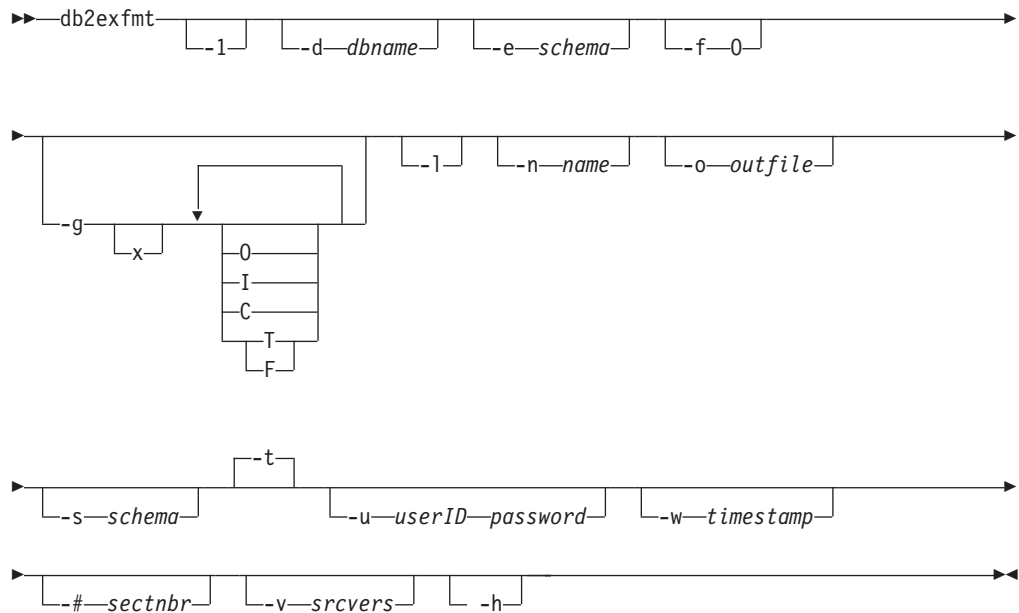 db2exfmt -1 -d dbname -e schema -f O
-g x O I C T F -l -n name -o outfile
-s schema -t -u userID password -w timestamp
-# sectnbr -v srcvers -h